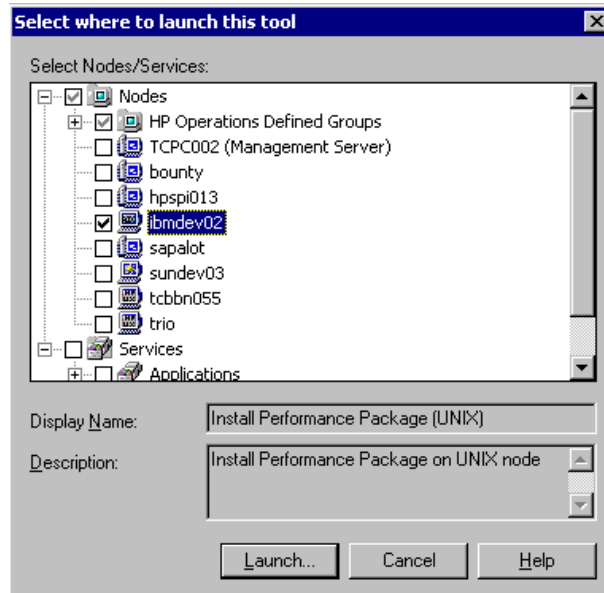 Select where to launch this tool
Select Nodes/Services:
Nodes
HP Operations Defined Groups
TCPC002 (Management Server)
bounty
hpspi013
ibmdev02
sapalot
sundev03
tcbbn055
trio
Services
Applications
Display Name:
Install Performance Package (UNIX)
Description:
Install Performance Package on UNIX node
Launch...
Cancel
Help